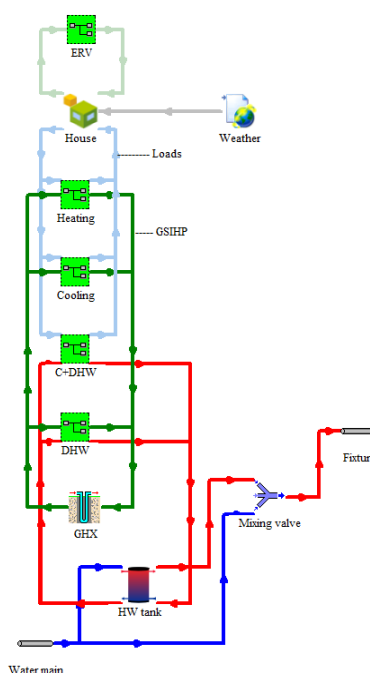 ERV
House
Weather
---------- Loads
Heating
----- GSIHP
Cooling
C+DHW
DHW
Fixtur
GHX
Mixing valve
HW tank
Water main